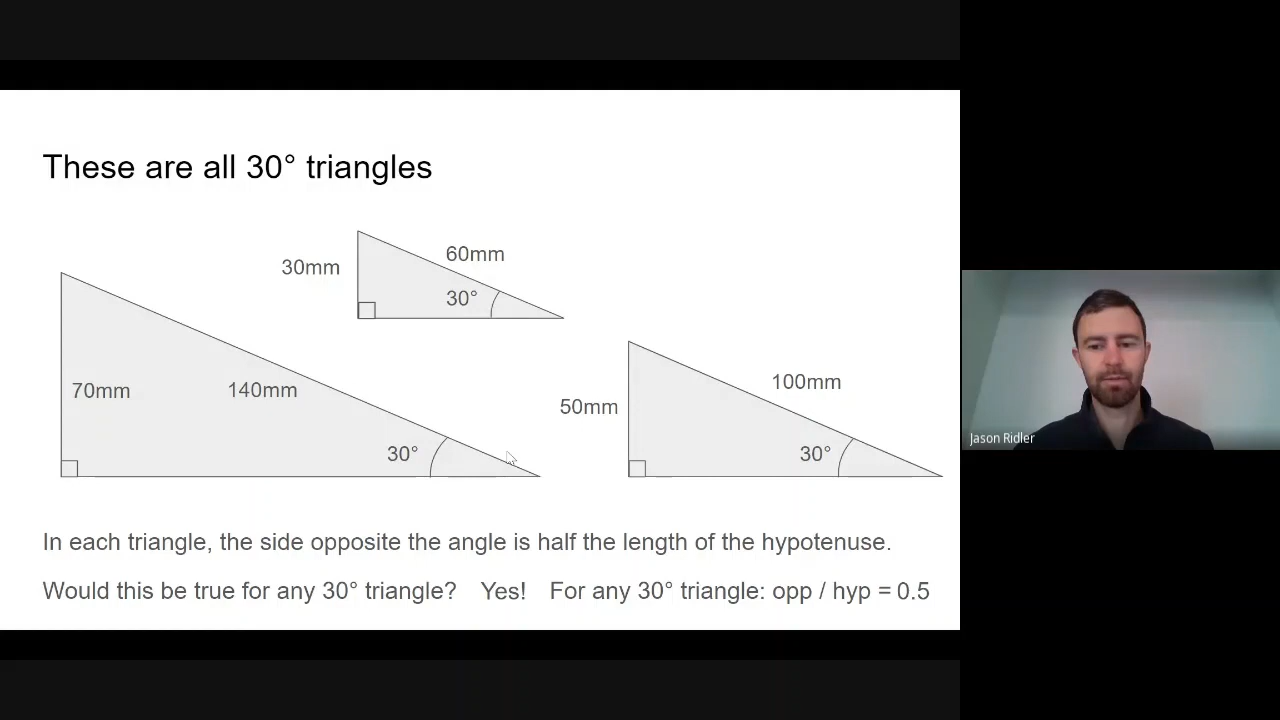 These are all 30° triangles
30mm
60mm
30°
70mm
140mm
30°
50mm
100mm
30°
In each triangle, the side opposite the angle is half the length of the hypotenuse.
Would this be true for any 30° triangle? Yes! For any 30° triangle: opp / hyp = 0.5
Jason Ridler